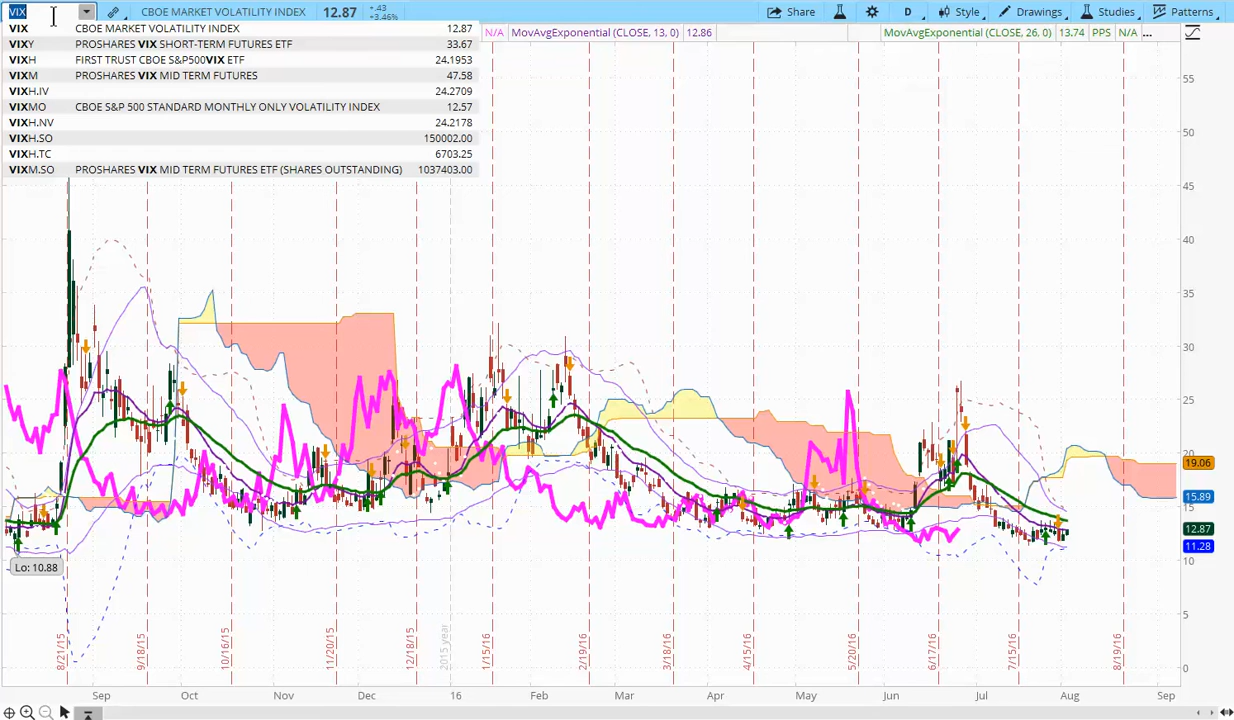 VIX CBOE MARKET VOLATILITY INDEX 12.87 +.43 +3.46% Share D Style Drawings Studies Patterns
VIX CBOE MARKET VOLATILITY INDEX 12.87
VIXY PROSHARES VIX SHORT-TERM FUTURES ETF 33.67
VIXH FIRST TRUST CBOE S&P500VIX ETF 24.1953
VIXM PROSHARES VIX MID TERM FUTURES 47.58
VIXH.IV 24.2709
VIXMO CBOE S&P 500 STANDARD MONTHLY ONLY VOLATILITY INDEX 12.57
VIXH.NV 24.2178
VIXH.SO 150002.00
VIXH.TC 6703.25
VIXM.SO PROSHARES VIX MID TERM FUTURES ETF (SHARES OUTSTANDING) 1037403.00
N/A MovAvgExponential (CLOSE, 13, 0) 12.86 MovAvgExponential (CLOSE, 26, 0) 13.74 PPS N/A ...
55
50
45
40
35
30
25
20
19.06
15.89
15
12.87
11.28
10
5
0
Lo: 10.88
8/21/15 9/18/15 10/16/15 11/20/15 12/18/15 2015 year 1/15/16 2/19/16 3/18/16 4/15/16 5/20/16 6/17/16 7/15/16 8/19/16
Sep Oct Nov Dec 16 Feb Mar Apr May Jun Jul Aug Sep